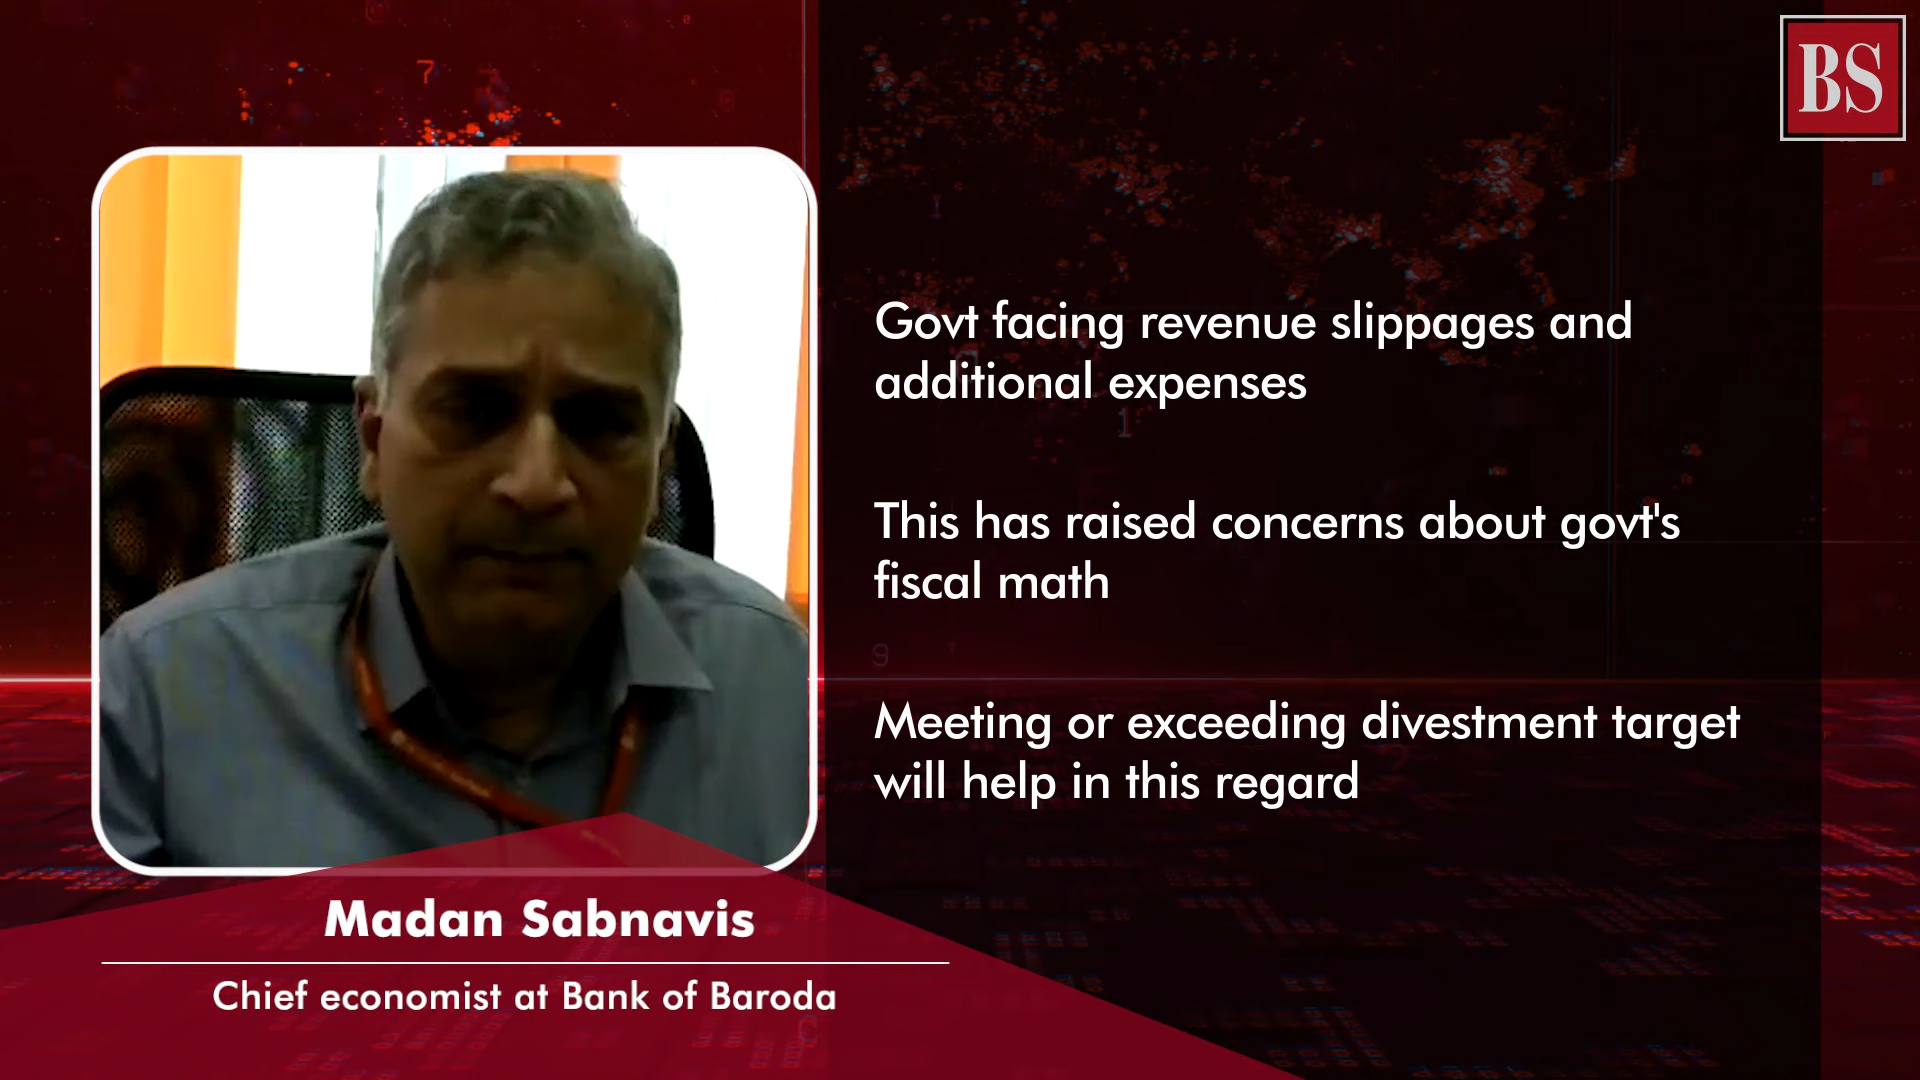 BS
Govt facing revenue slippages and
additional expenses
This has raised concerns about govt's
fiscal math
Meeting or exceeding divestment target
will help in this regard
Madan Sabnavis
Chief economist at Bank of Baroda